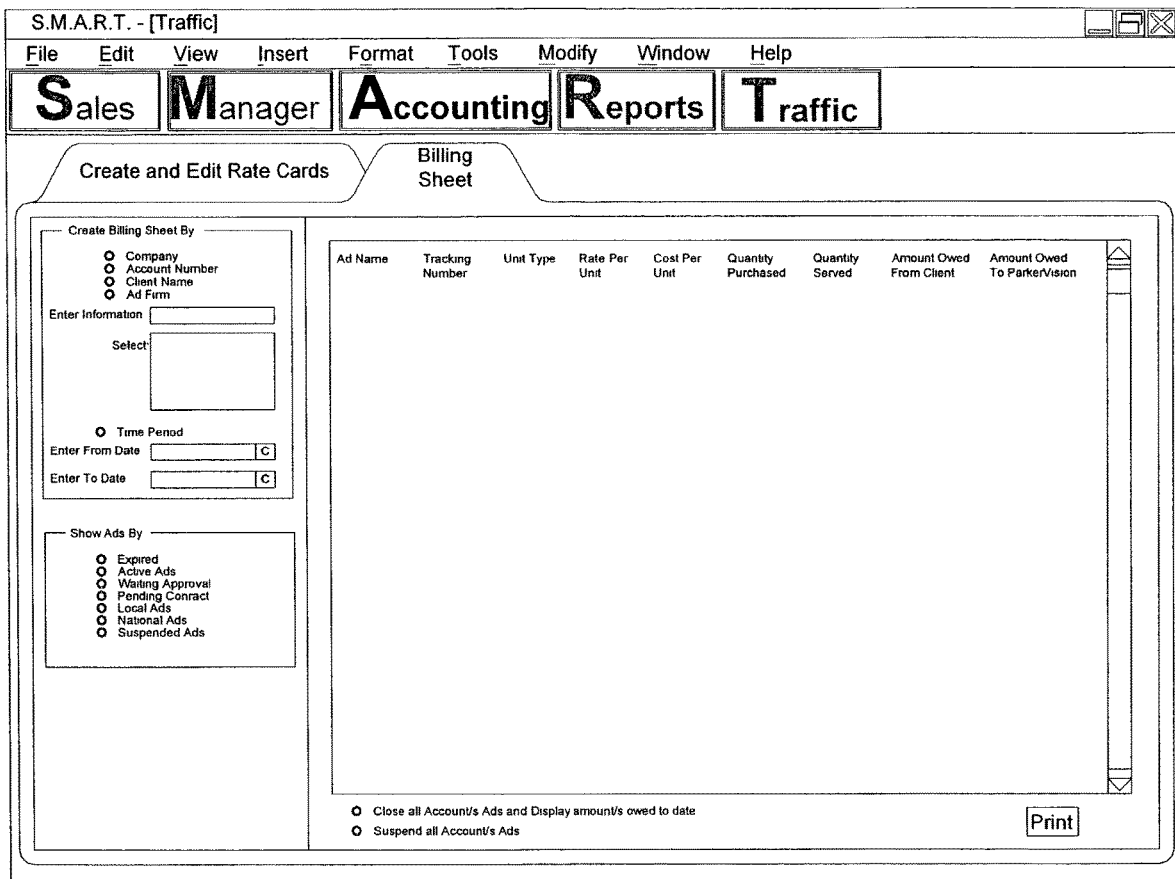 S.M.A.R.T. - [Traffic]
File Edit View Insert Format Tools Modify Window Help
Sales Manager Accounting Reports Traffic
Create and Edit Rate Cards
Billing
Sheet
Create Billing Sheet By
Company
Account Number
Client Name
Ad Firm
Enter Information
Select
Time Period
Enter From Date C
Enter To Date C
Show Ads By
Expired
Active Ads
Waiting Approval
Pending Conract
Local Ads
National Ads
Suspended Ads
Ad Name Tracking Unit Type Rate Per Cost Per Quantity Quantity Amount Owed Amount Owed
Number Unit Unit Purchased Served From Client To ParkerVision
Close all Account/s Ads and Display amount/s owed to date
Suspend all Account/s Ads
Print